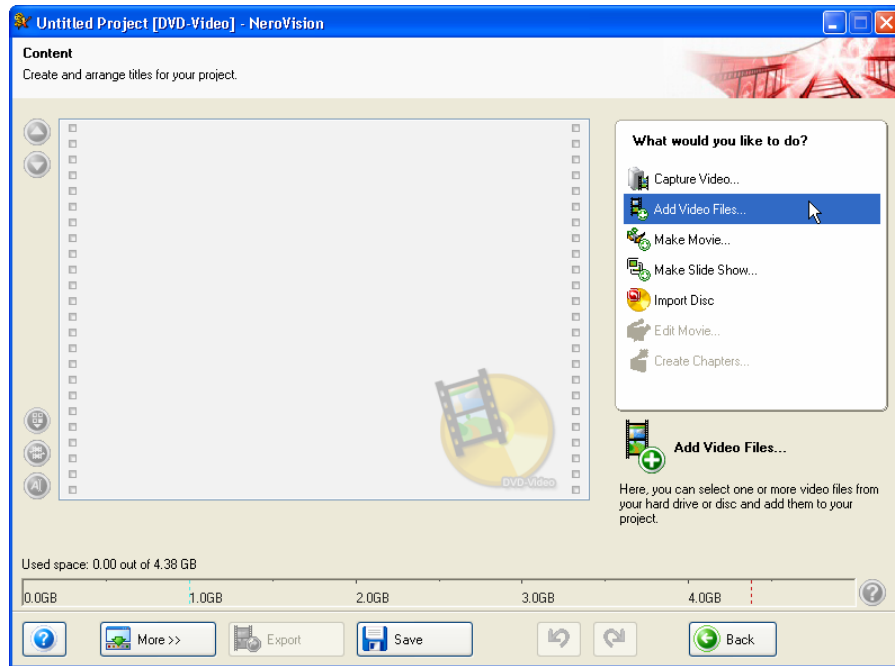 Untitled Project [DVD-Video] - NeroVision
Content
Create and arrange titles for your project.
What would you like to do?
Capture Video...
Add Video Files...
Make Movie...
Make Slide Show...
Import Disc
Edit Movie...
Create Chapters...
DVD-Video
Add Video Files...
Here, you can select one or more video files from
your hard drive or disc and add them to your
project.
Used space: 0.00 out of 4.38 GB
0.0GB 1.0GB 2.0GB 3.0GB 4.0GB
More >> Export Save Back